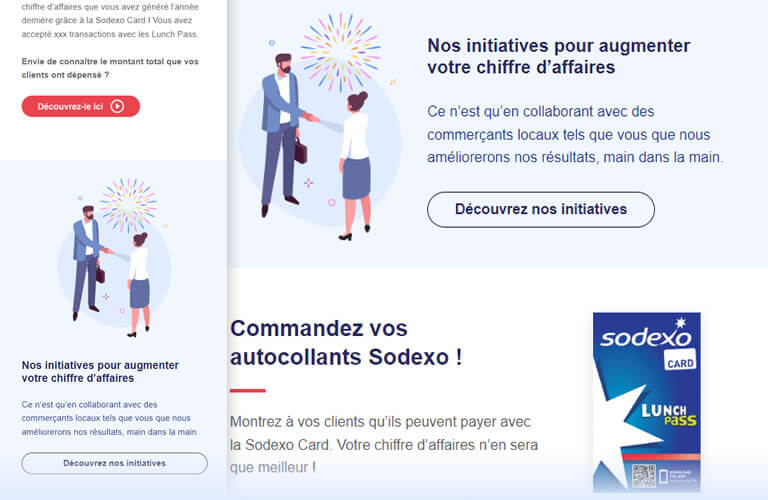 chiffre d'affaires que vous avez généré l'année
dernière grâce à la Sodexo Card ! Vous avez
accepté xxx transactions avec les Lunch Pass.
Envie de connaître le montant total que vos
clients ont dépensé ?
Découvrez-le ici
Nos initiatives pour augmenter
votre chiffre d'affaires
Ce n'est qu'en collaborant avec des
commerçants locaux tels que vous que nous
améliorerons nos résultats, main dans la main
Découvrez nos initiatives
Nos initiatives pour augmenter
votre chiffre d'affaires
Ce n'est qu'en collaborant avec des
commerçants locaux tels que vous que nous
améliorerons nos résultats, main dans la main.
Découvrez nos initiatives
Commandez vos
autocollants Sodexo !
Montrez à vos clients qu'ils peuvent payer avec
la Sodexo Card. Votre chiffre d'affaires n'en sera
que meilleur !
sodexo
CARD
LUNCH
PASS
DOWNLOAD
THE APP